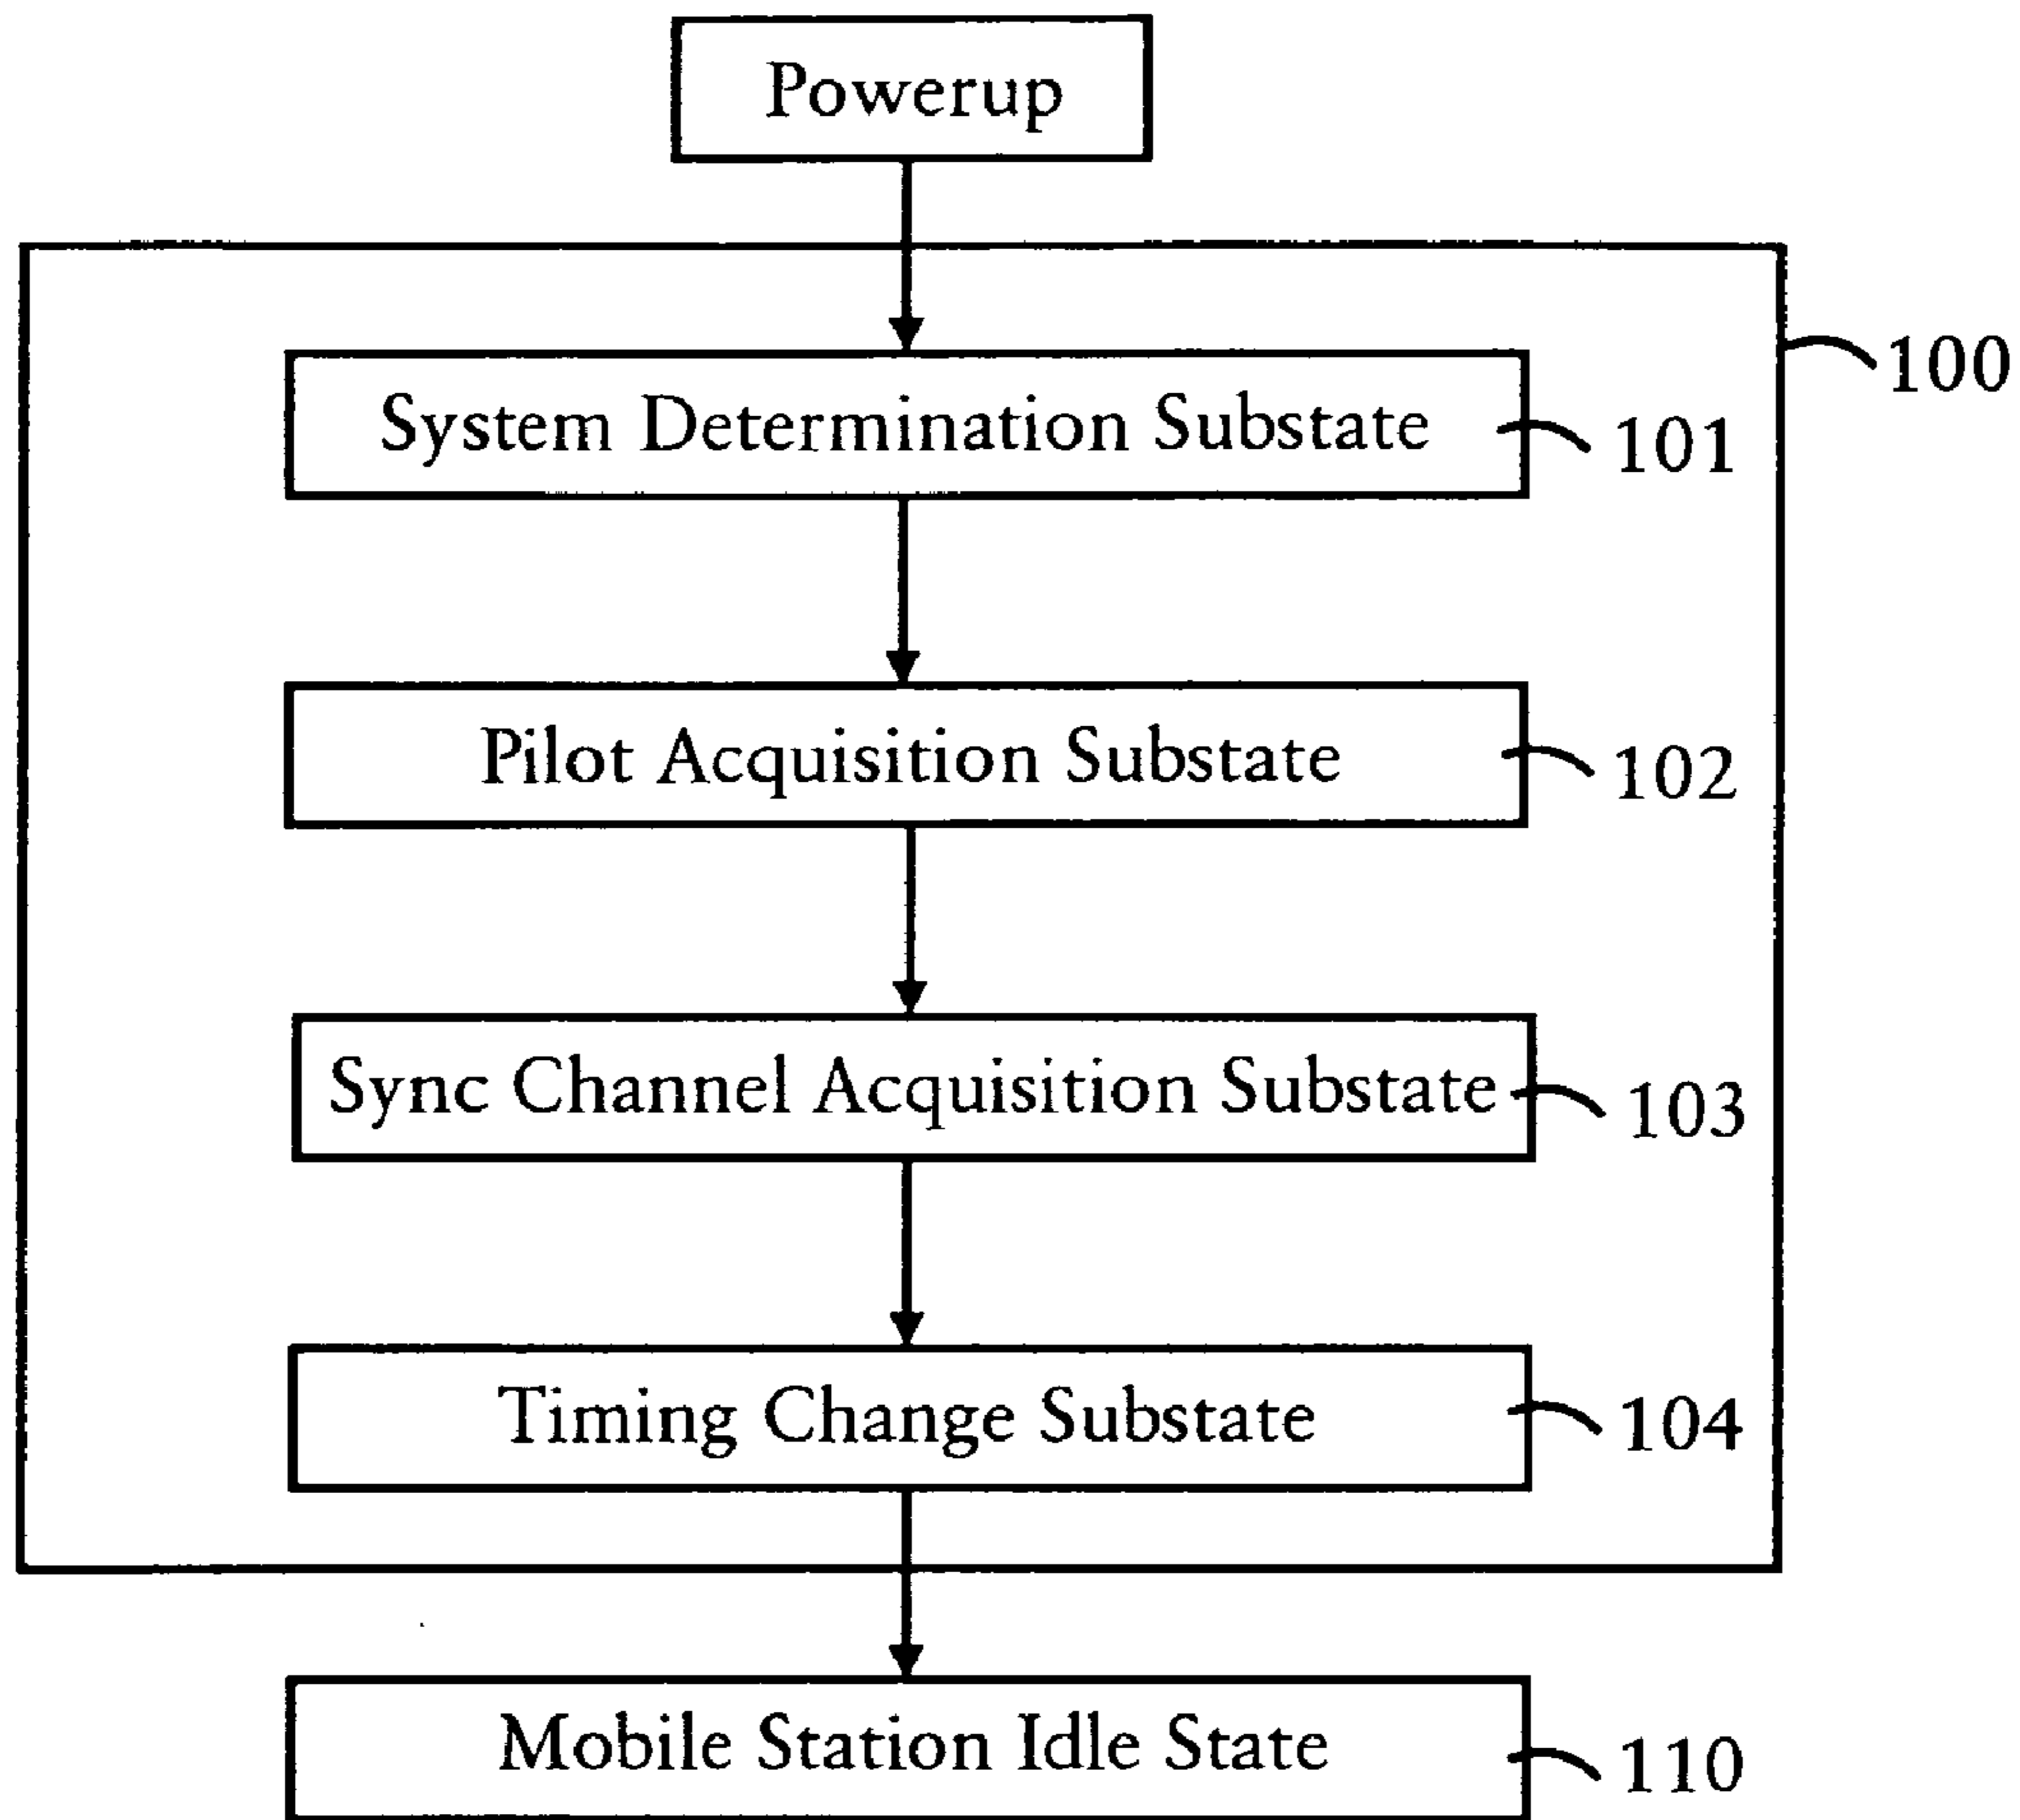 Powerup
100
System Determination Substate
101
Pilot Acquisition Substate
102
Sync Channel Acquisition Substate
103
Timing Change Substate
104
Mobile Station Idle State
110